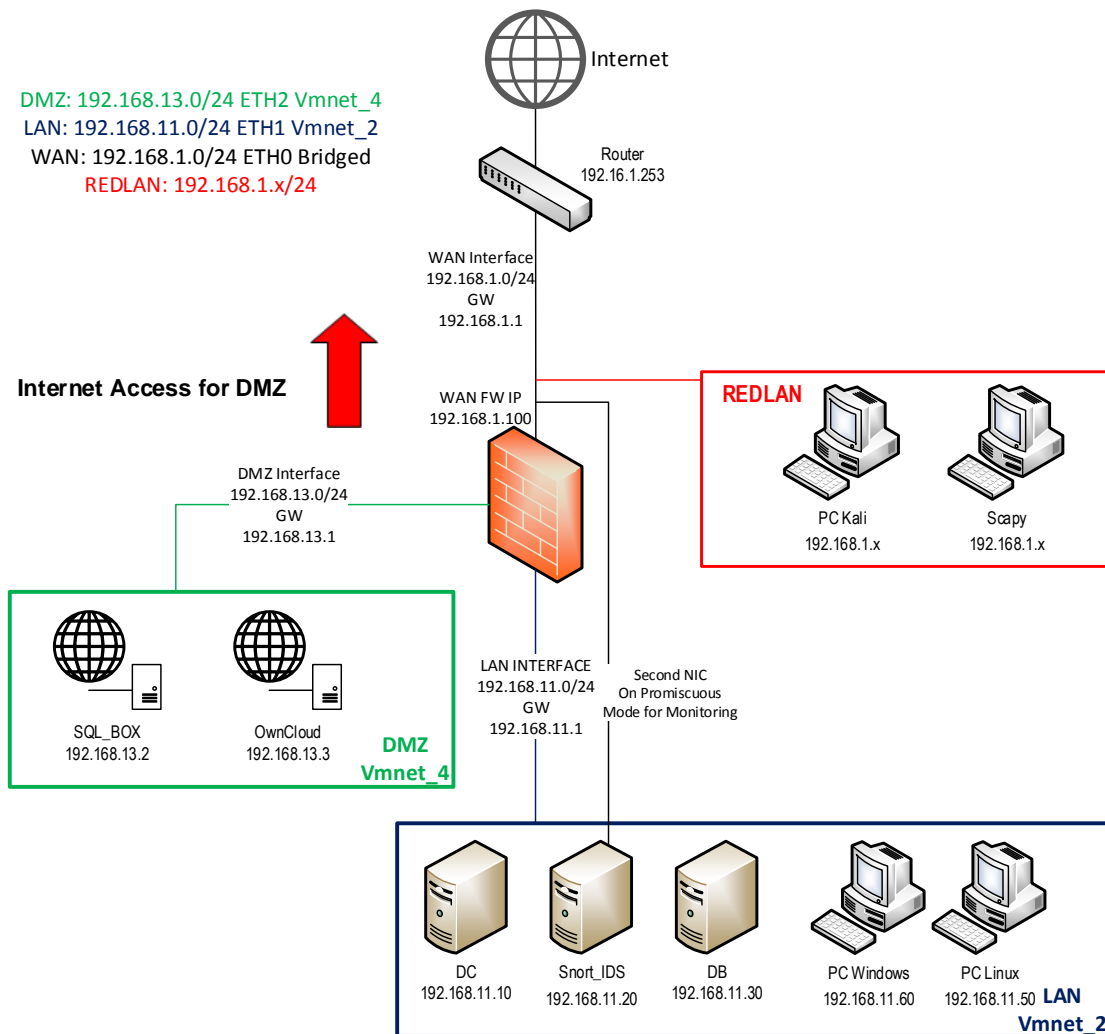 Internet
DMZ: 192.168.13.0/24 ETH2 Vmnet_4
LAN: 192.168.11.0/24 ETH1 Vmnet_2
WAN: 192.168.1.0/24 ETH0 Bridged
REDLAN: 192.168.1.x/24
Router
192.16.1.253
WAN Interface
192.168.1.0/24
GW
192.168.1.1
Internet Access for DMZ
WAN FW IP
192.168.1.100
REDLAN
PC Kali
192.168.1.x
Scapy
192.168.1.x
DMZ Interface
192.168.13.0/24
GW
192.168.13.1
SQL_BOX
192.168.13.2
OwnCloud
192.168.13.3
DMZ
Vmnet_4
LAN INTERFACE
192.168.11.0/24
GW
192.168.11.1
Second NIC
On Promiscuous
Mode for Monitoring
DC
192.168.11.10
Snort_IDS
192.168.11.20
DB
192.168.11.30
PC Windows
192.168.11.60
PC Linux
192.168.11.50
LAN
Vmnet_2